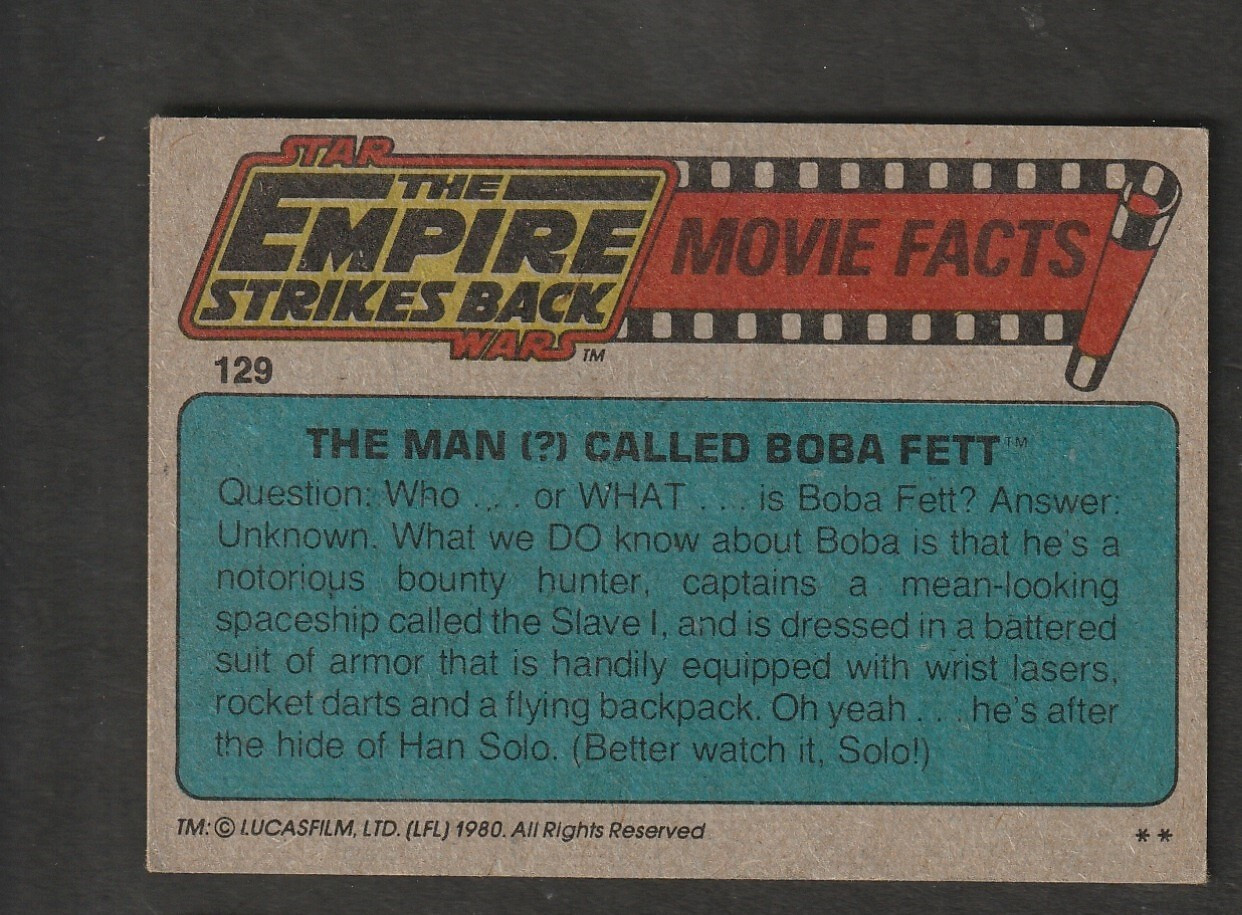 STAR
THE
EMPIRE
STRIKES BACK
WARS TM
MOVIE FACTS
129
THE MAN (?) CALLED BOBA FETT™
Question: Who .... or WHAT ... is Boba Fett? Answer:
Unknown. What we DO know about Boba is that he's a
notorious bounty hunter, captains a mean-looking
spaceship called the Slave I, and is dressed in a battered
suit of armor that is handily equipped with wrist lasers,
rocket darts and a flying backpack. Oh yeah ... he's after
the hide of Han Solo. (Better watch it, Solo!)
TM: © LUCASFILM, LTD. (LFL) 1980. All Rights Reserved
**